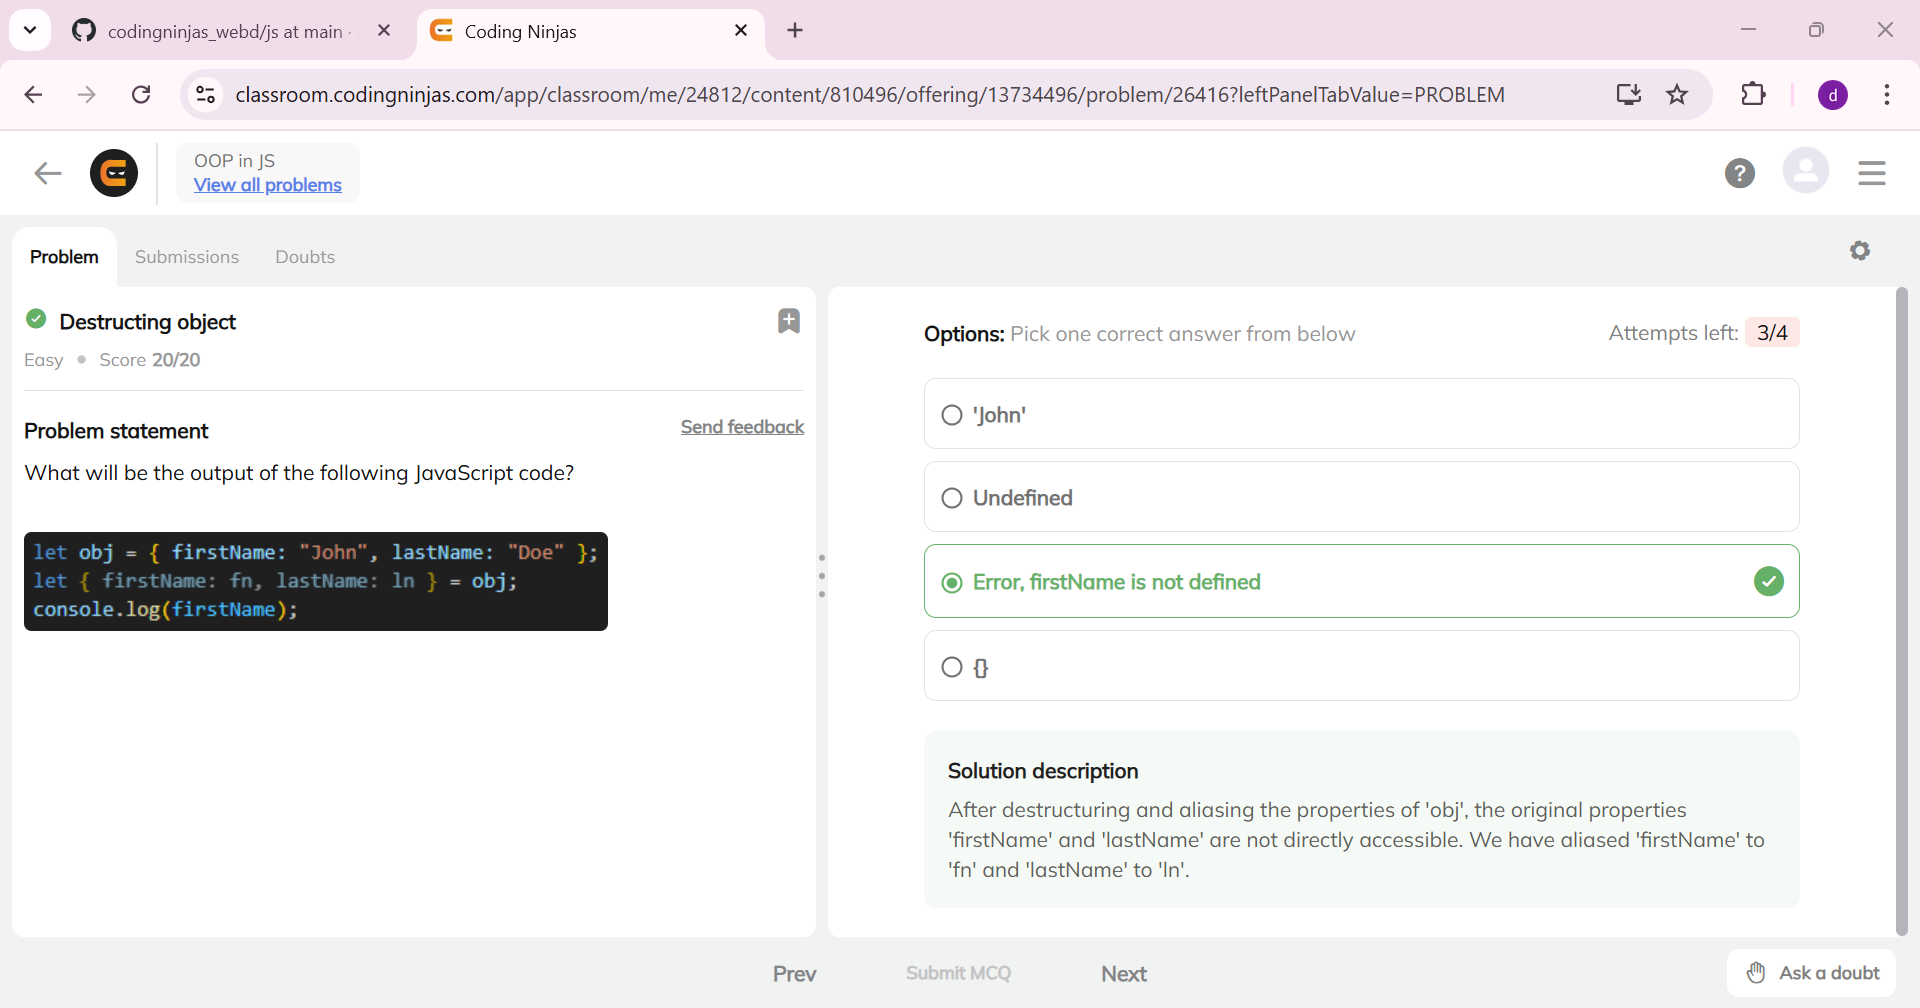 codingninjas_webd/js at main ·
Coding Ninjas
classroom.codingninjas.com/app/classroom/me/24812/content/810496/offering/13734496/problem/26416?leftPanelTabValue=PROBLEM
d
OOP in JS
View all problems
?
Problem
Submissions
Doubts
Destructing object
Easy
Score 20/20
Problem statement
Send feedback
What will be the output of the following JavaScript code?
let obj = { firstName: "John", lastName: "Doe" };
let { firstName: fn, lastName: ln } = obj;
console.log(firstName);
Options: Pick one correct answer from below
Attempts left: 3/4
'John'
Undefined
Error, firstName is not defined
{}
Solution description
After destructuring and aliasing the properties of 'obj', the original properties
'firstName' and 'lastName' are not directly accessible. We have aliased 'firstName' to
'fn' and 'lastName' to 'ln'.
Prev
Submit MCQ
Next
Ask a doubt